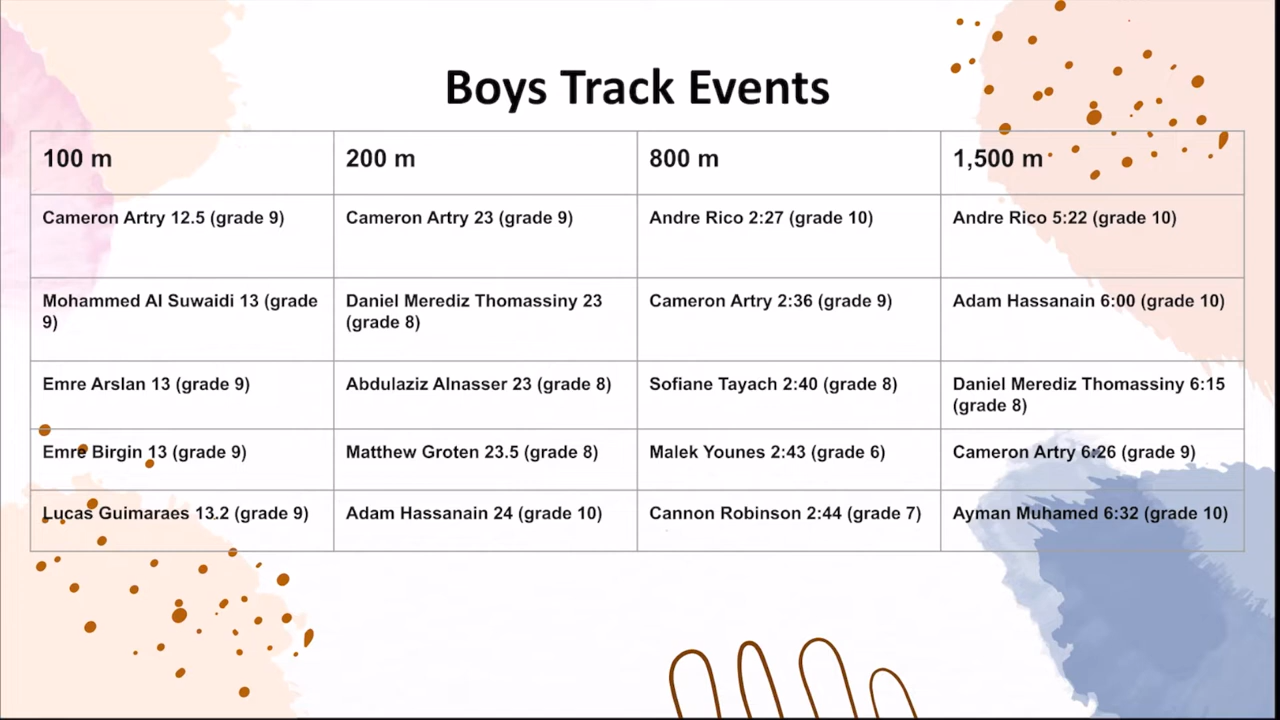 Boys Track Events
100 m
200 m
800 m
1,500 m
Cameron Artry 12.5 (grade 9)
Cameron Artry 23 (grade 9)
Andre Rico 2:27 (grade 10)
Andre Rico 5:22 (grade 10)
Mohammed Al Suwaidi 13 (grade
9)
Daniel Merediz Thomassiny 23
(grade 8)
Cameron Artry 2:36 (grade 9)
Adam Hassanain 6:00 (grade 10)
Emre Arslan 13 (grade 9)
Abdulaziz Alnasser 23 (grade 8)
Sofiane Tayach 2:40 (grade 8)
Daniel Merediz Thomassiny 6:15
(grade 8)
Emre Birgin 13 (grade 9)
Matthew Groten 23.5 (grade 8)
Malek Younes 2:43 (grade 6)
Cameron Artry 6:26 (grade 9)
Lucas Guimaraes 13.2 (grade 9)
Adam Hassanain 24 (grade 10)
Cannon Robinson 2:44 (grade 7)
Ayman Muhamed 6:32 (grade 10)